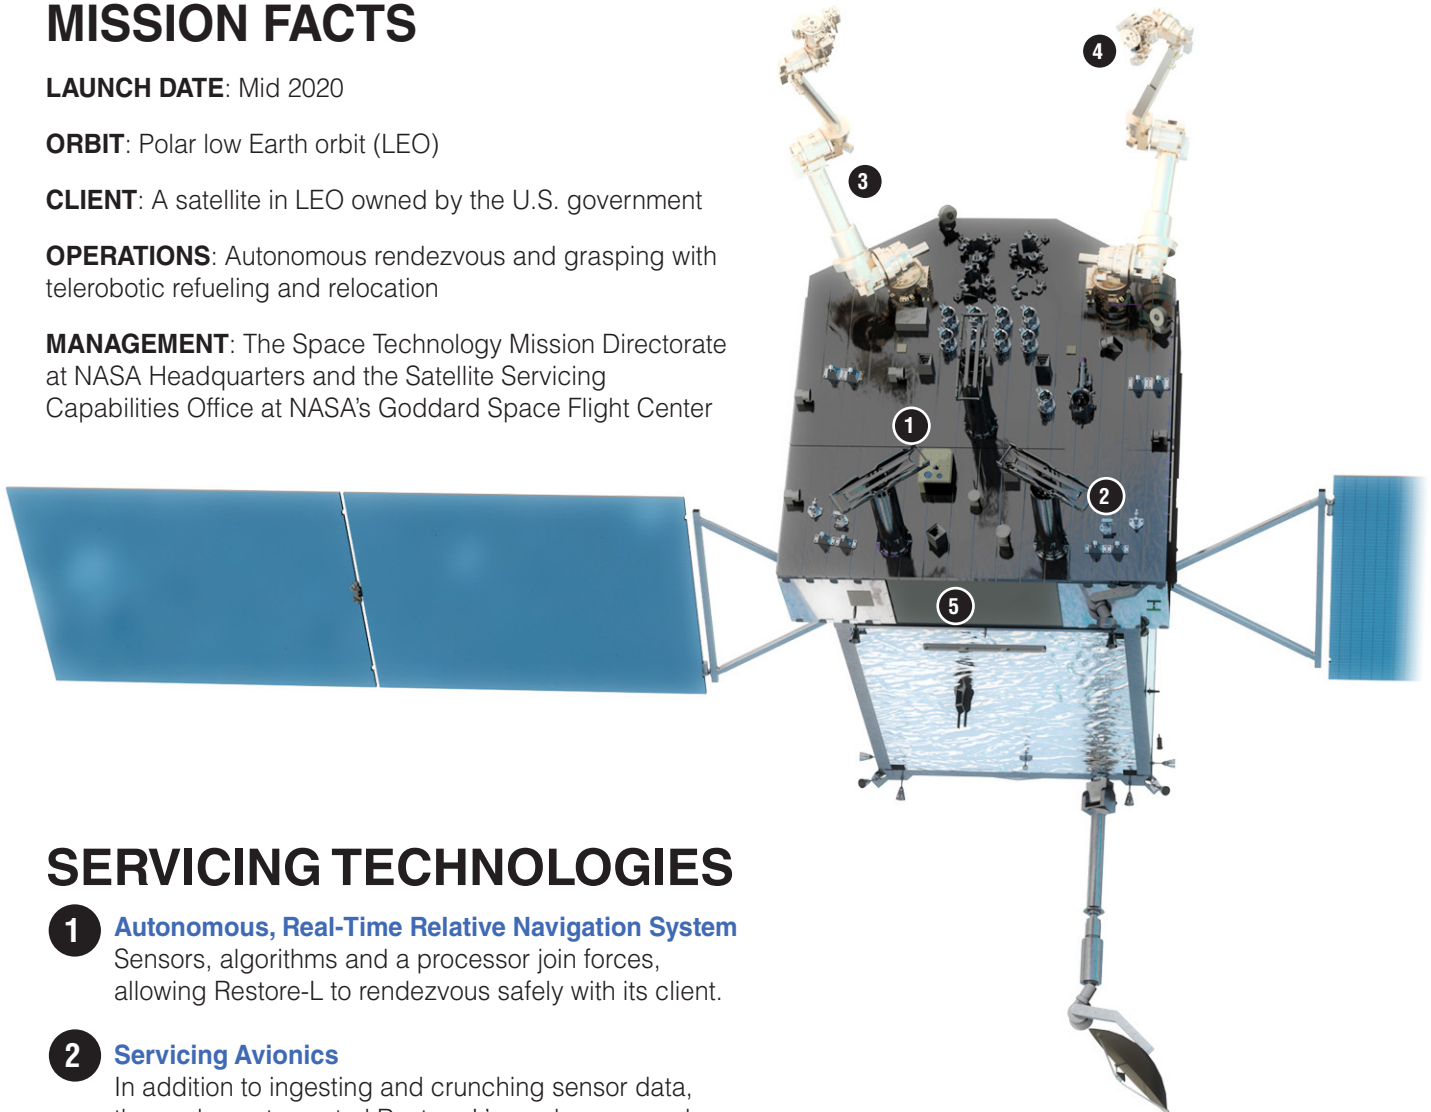 MISSION FACTS
LAUNCH DATE: Mid 2020
ORBIT: Polar low Earth orbit (LEO)
CLIENT: A satellite in LEO owned by the U.S. government
OPERATIONS: Autonomous rendezvous and grasping with
telerobotic refueling and relocation
MANAGEMENT: The Space Technology Mission Directorate
at NASA Headquarters and the Satellite Servicing
Capabilities Office at NASA’s Goddard Space Flight Center
4
3
1
2
5
SERVICING TECHNOLOGIES
1 Autonomous, Real-Time Relative Navigation System
Sensors, algorithms and a processor join forces,
allowing Restore-L to rendezvous safely with its client.
2 Servicing Avionics
In addition to ingesting and crunching sensor data,